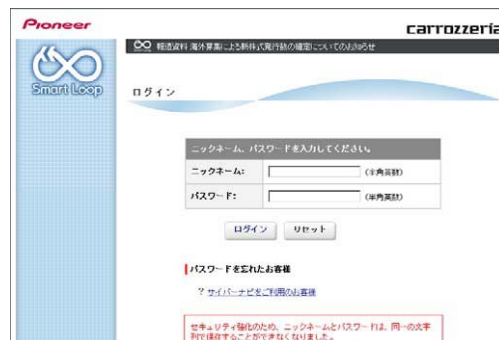 Pioneer
carrozzeria
報道資料 海外募集による新株式発行数の確定についてのお知らせ
Smart Loop
ログイン
ニックネーム、パスワードを入力してください。
ニックネーム:
(半角英数)
パスワード:
(半角英数)
ログイン
リセット
パスワードを忘れたお客様
? サイバーナビをご利用のお客様
セキュリティ強化のため、ニックネームとパスワードは、同一の文字
列で保存することができなくなりました。